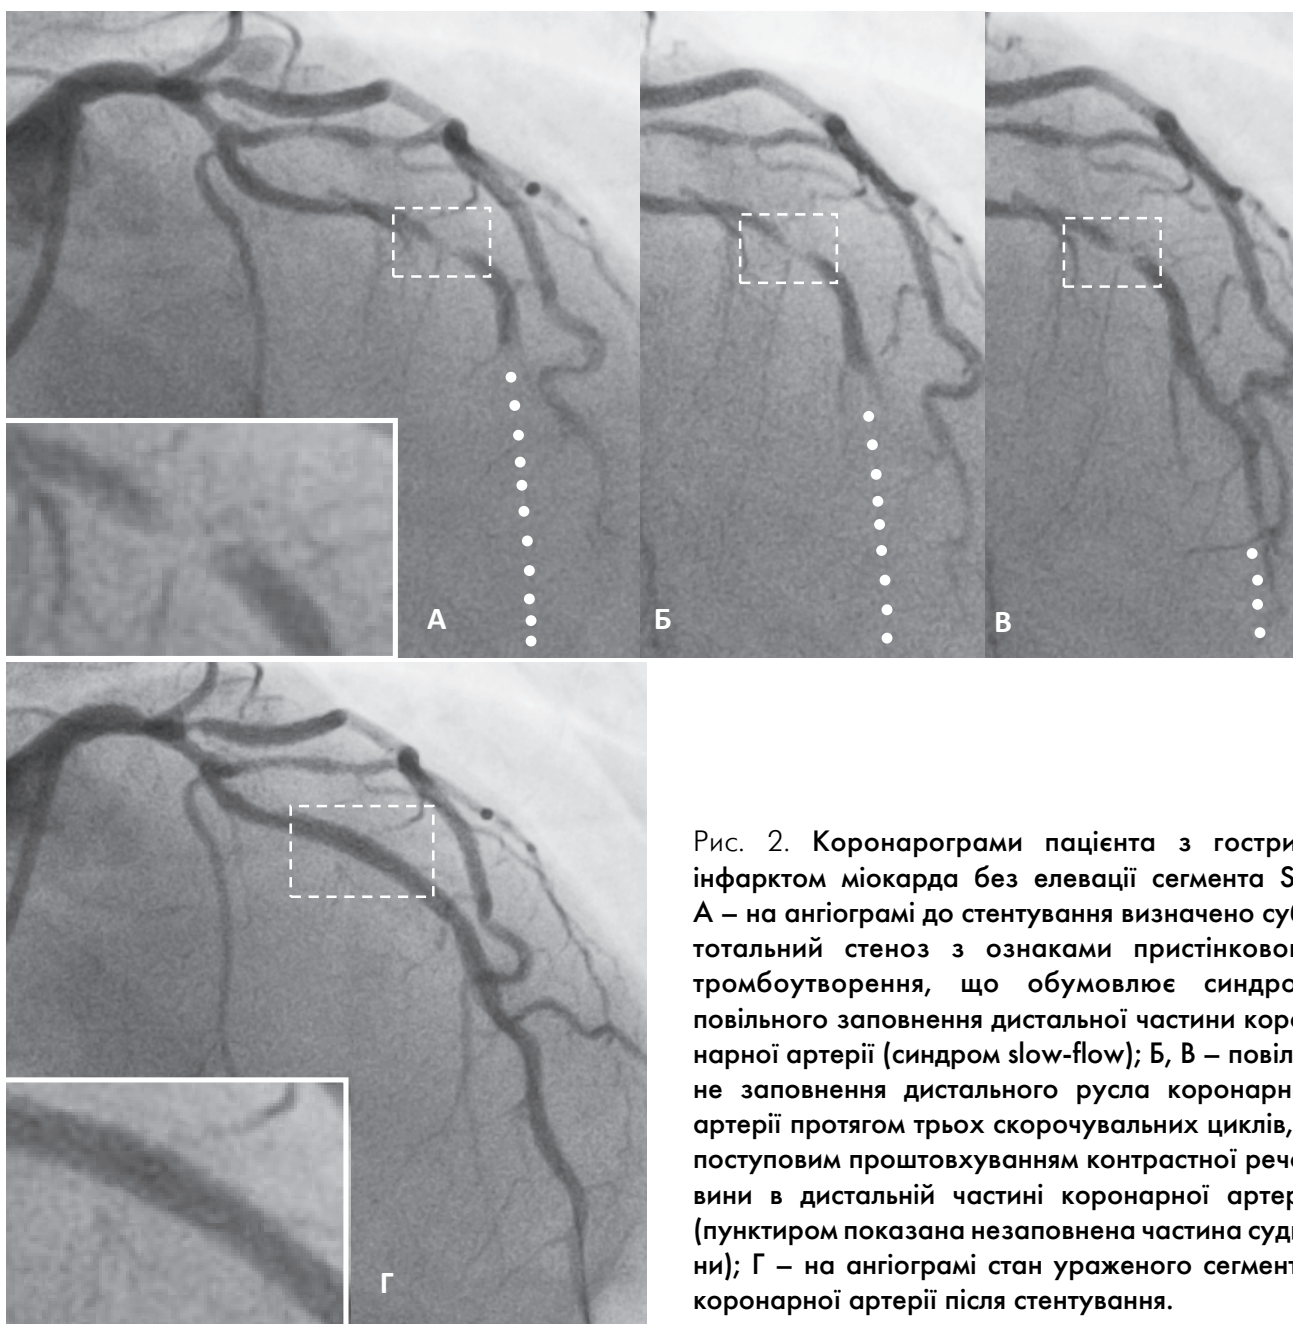 А
Б
В
Г
Рис. 2. Коронарограми пацієнта з гостри
інфарктом міокарда без елевації сегмента S
А – на ангіограмі до стентування визначено суб
тотальний стеноз з ознаками пристінково
тромбоутворення, що обумовлює синдро
повільного заповнення дистальної частини коро
нарної артерії (синдром slow-flow); Б, В – повіл
не заповнення дистального русла коронарн
артерії протягом трьох скорочувальних циклів,
поступовим проштовхуванням контрастної речо
вини в дистальній частині коронарної артер
(пунктиром показана незаповнена частина суди
ни); Г – на ангіограмі стан ураженого сегмент
коронарної артерії після стентування.